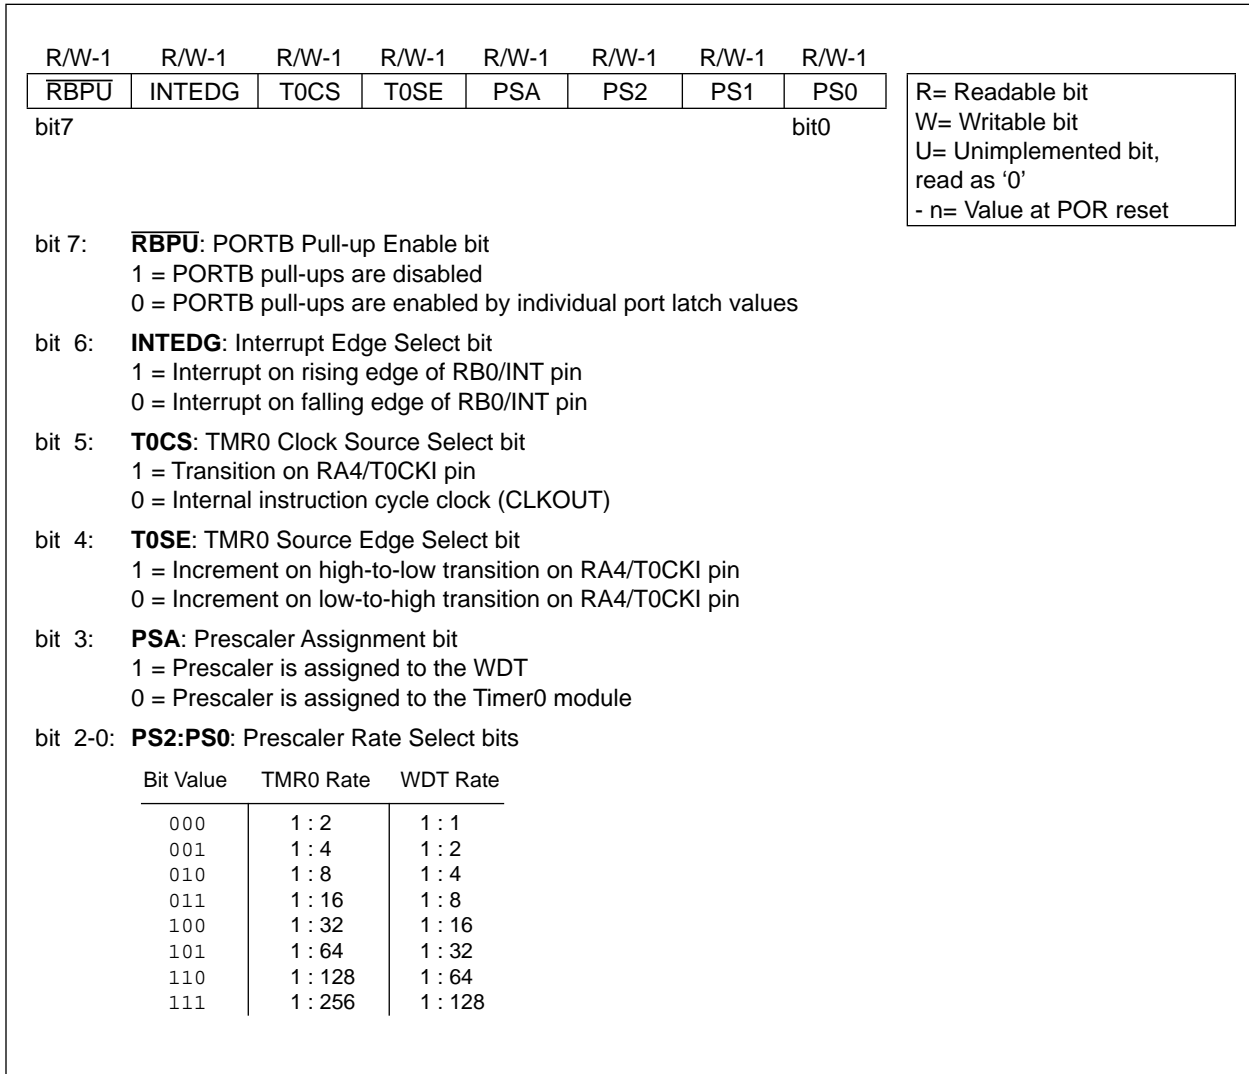 R/W-1 R/W-1 R/W-1 R/W-1 R/W-1 R/W-1 R/W-1 R/W-1
RBPU INTEDG T0CS T0SE PSA PS2 PS1 PS0
bit7 bit0
R= Readable bit
W= Writable bit
U= Unimplemented bit,
read as ‘0’
- n= Value at POR reset
bit 7: RBPU: PORTB Pull-up Enable bit
1 = PORTB pull-ups are disabled
0 = PORTB pull-ups are enabled by individual port latch values
bit 6: INTEDG: Interrupt Edge Select bit
1 = Interrupt on rising edge of RB0/INT pin
0 = Interrupt on falling edge of RB0/INT pin
bit 5: T0CS: TMR0 Clock Source Select bit
1 = Transition on RA4/T0CKI pin
0 = Internal instruction cycle clock (CLKOUT)
bit 4: T0SE: TMR0 Source Edge Select bit
1 = Increment on high-to-low transition on RA4/T0CKI pin
0 = Increment on low-to-high transition on RA4/T0CKI pin
bit 3: PSA: Prescaler Assignment bit
1 = Prescaler is assigned to the WDT
0 = Prescaler is assigned to the Timer0 module
bit 2-0: PS2:PS0: Prescaler Rate Select bits
Bit Value TMR0 Rate WDT Rate
000 1 : 2 1 : 1
001 1 : 4 1 : 2
010 1 : 8 1 : 4
011 1 : 16 1 : 8
100 1 : 32 1 : 16
101 1 : 64 1 : 32
110 1 : 128 1 : 64
111 1 : 256 1 : 128